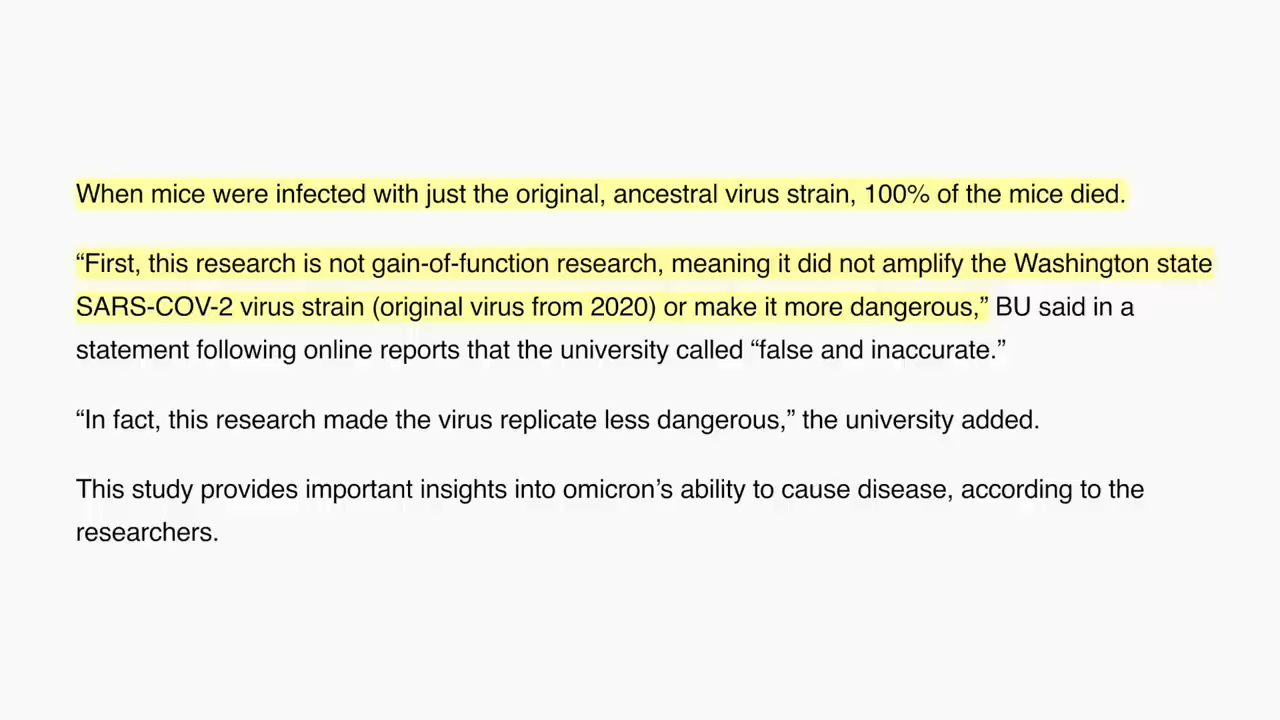 When mice were infected with just the original, ancestral virus strain, 100% of the mice died.
“First, this research is not gain-of-function research, meaning it did not amplify the Washington state
SARS-COV-2 virus strain (original virus from 2020) or make it more dangerous,” BU said in a
statement following online reports that the university called “false and inaccurate.”
“In fact, this research made the virus replicate less dangerous,” the university added.
This study provides important insights into omicron’s ability to cause disease, according to the
researchers.